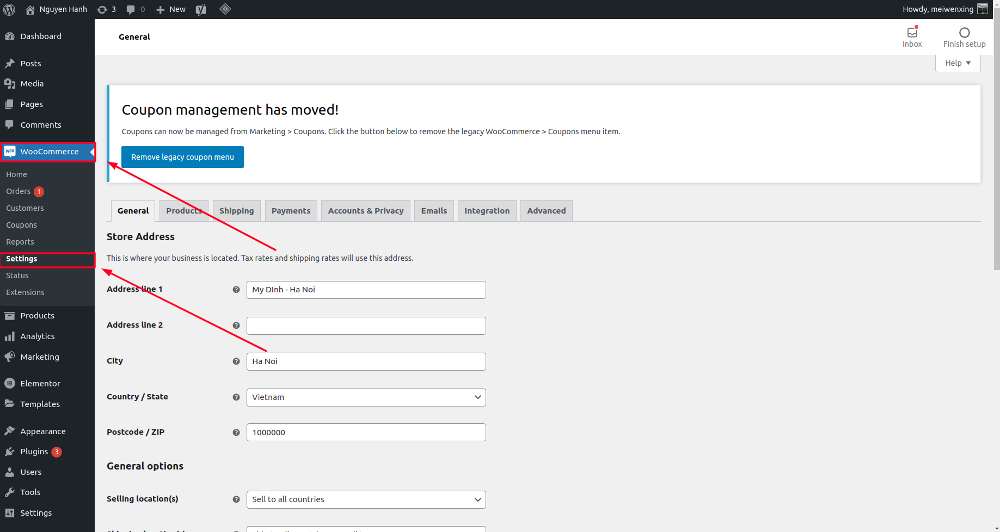 Nguyen Hanh 3 0 New Howdy, meiwenxing
Dashboard
Posts
Media
Pages
Comments
WooCommerce
Home
Orders 1
Customers
Coupons
Reports
Settings
Status
Extensions
Products
Analytics
Marketing
Elementor
Templates
Appearance
Plugins 3
Users
Tools
Settings
General
Inbox
Finish setup
Help
Coupon management has moved!
Coupons can now be managed from Marketing > Coupons. Click the button below to remove the legacy WooCommerce > Coupons menu item.
Remove legacy coupon menu
General Products Shipping Payments Accounts & Privacy Emails Integration Advanced
Store Address
This is where your business is located. Tax rates and shipping rates will use this address.
Address line 1 My DInh - Ha Noi
Address line 2
City Ha Noi
Country / State Vietnam
Postcode / ZIP 1000000
General options
Selling location(s) Sell to all countries